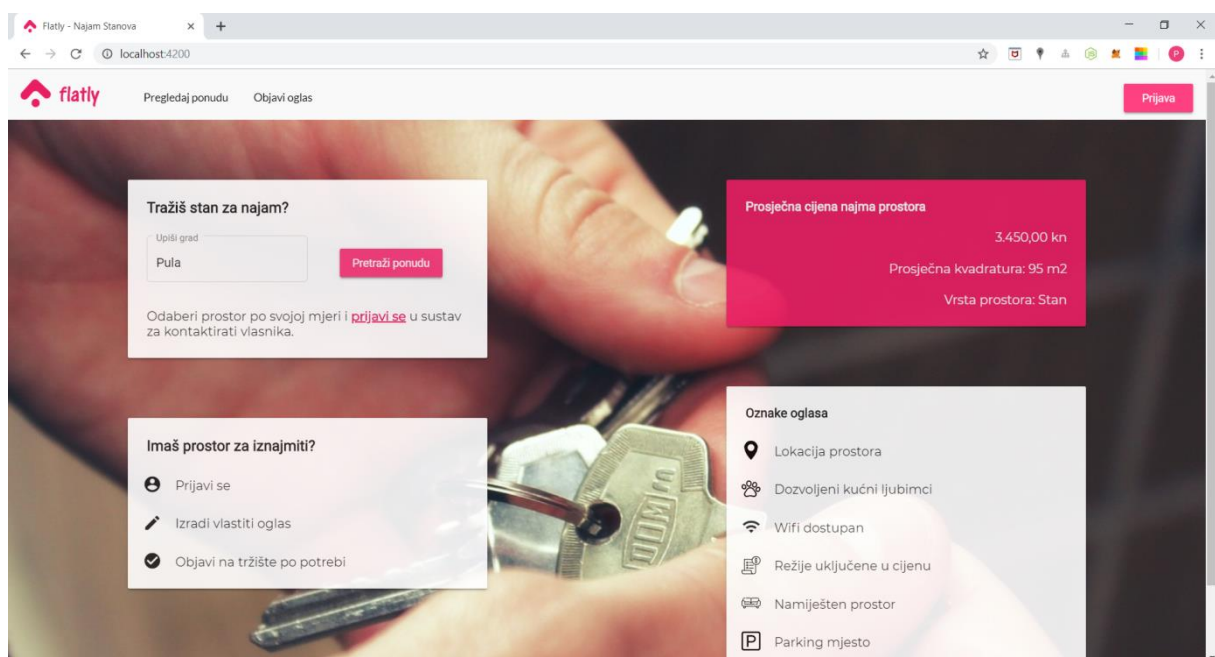 Flatly - Najam Stanova
localhost:4200
P
flatly
Pregledaj ponudu
Objavi oglas
Prijava
Tražiš stan za najam?
Upiši grad
Pula
Pretraži ponudu
Odaberi prostor po svojoj mjeri i prijavi se u sustav
za kontaktirati vlasnika.
Prosječna cijena najma prostora
3.450,00 kn
Prosječna kvadratura: 95 m2
Vrsta prostora: Stan
Imaš prostor za iznajmiti?
Prijavi se
Izradi vlastiti oglas
Objavi na tržište po potrebi
Oznake oglasa
Lokacija prostora
Dozvoljeni kućni ljubimci
Wifi dostupan
Režije uključene u cijenu
Namiješten prostor
P Parking mjesto